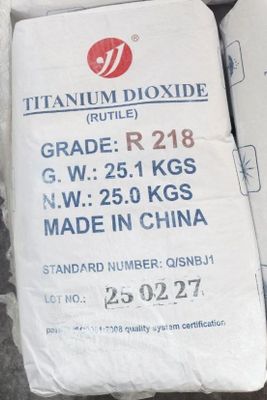 TITANIUM DIOXIDE
(RUTILE)
GRADE: R 218
G. W.: 25.1 KGS
N.W.: 25.0 KGS
MADE IN CHINA
STANDARD NUMBER: Q/SNBJ1
LOT NO.: 25 02 27
quality system certification